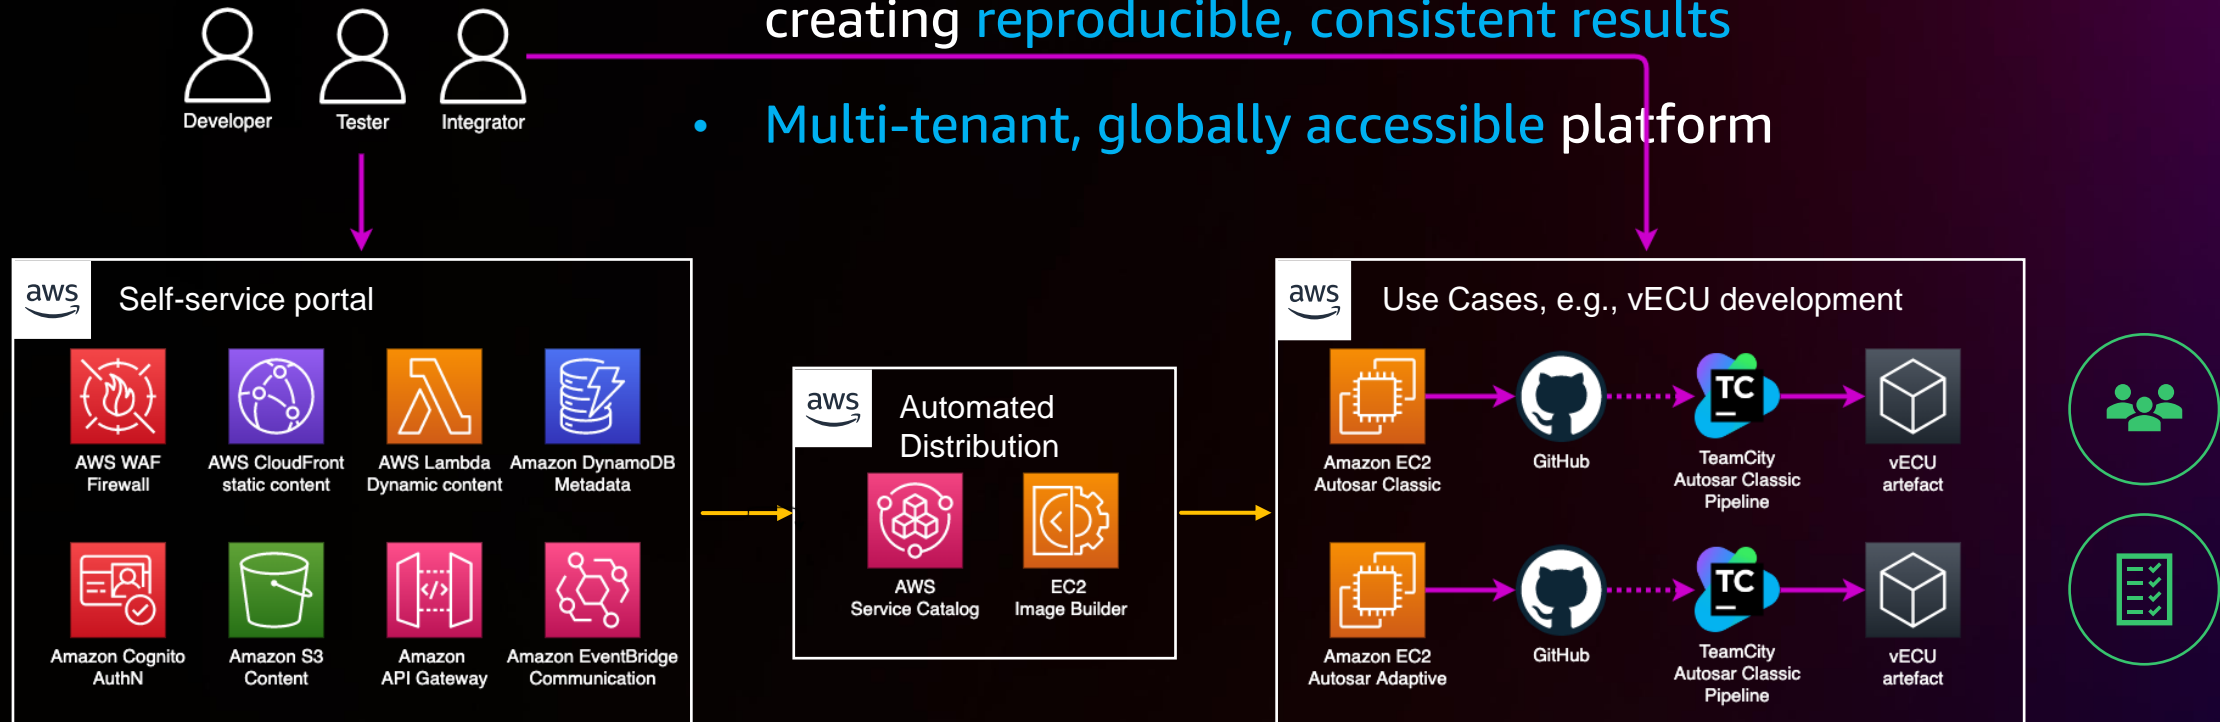 creating reproducible, consistent results
• Multi-tenant, globally accessible platform
Developer
Tester
Integrator
aws
Self-service portal
AWS WAF
Firewall
AWS CloudFront
static content
AWS Lambda
Dynamic content
Amazon DynamoDB
Metadata
Amazon Cognito
AuthN
Amazon S3
Content
Amazon
API Gateway
Amazon EventBridge
Communication
aws
Automated
Distribution
AWS
Service Catalog
EC2
Image Builder
aws
Use Cases, e.g., vECU development
Amazon EC2
Autosar Classic
GitHub
TC
TeamCity
Autosar Classic
Pipeline
vECU
artefact
Amazon EC2
Autosar Adaptive
GitHub
TC
TeamCity
Autosar Classic
Pipeline
vECU
artefact